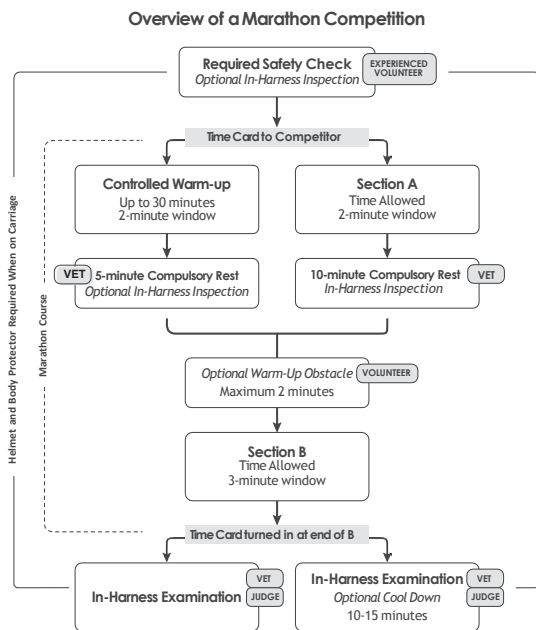 Overview of a Marathon Competition
Required Safety Check
Optional In-Harness Inspection
EXPERIENCED
VOLUNTEER
Time Card to Competitor
Controlled Warm-up
Up to 30 minutes
2-minute window
Section A
Time Allowed
2-minute window
VET
5-minute Compulsory Rest
Optional In-Harness Inspection
10-minute Compulsory Rest
In-Harness Inspection
VET
Optional Warm-Up Obstacle
Maximum 2 minutes
VOLUNTEER
Section B
Time Allowed
3-minute window
Time Card turned in at end of B
In-Harness Examination
VET
JUDGE
In-Harness Examination
Optional Cool Down
10-15 minutes
VET
JUDGE
Helmet and Body Protector Required When on Carriage
Marathon Course